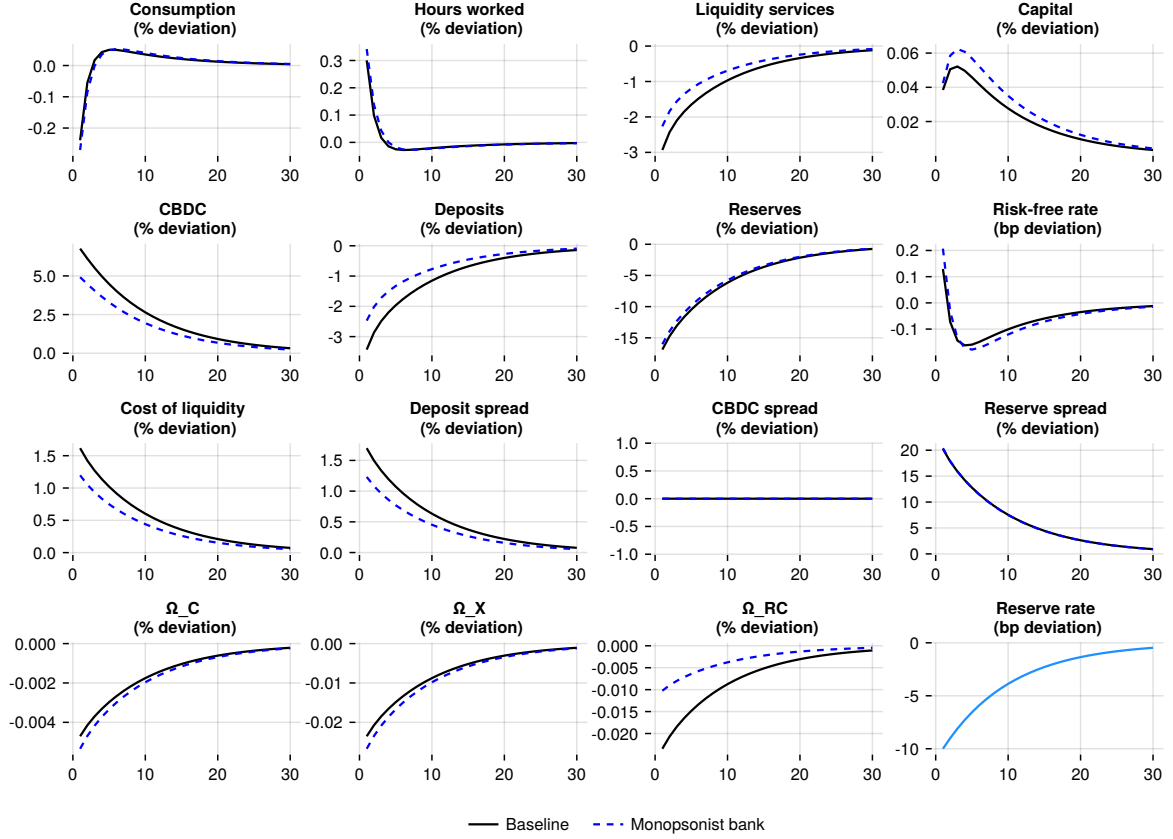 Consumption
(% deviation)
Hours worked
(% deviation)
Liquidity services
(% deviation)
Capital
(% deviation)
0.0
-0.1
-0.2
0 10 20 30
0.3
0.2
0.1
0.0
0 10 20 30
0
-1
-2
-3
0 10 20 30
0.06
0.04
0.02
0 10 20 30
CBDC
(% deviation)
Deposits
(% deviation)
Reserves
(% deviation)
Risk-free rate
(bp deviation)
5.0
2.5
0.0
0 10 20 30
0
-1
-2
-3
0 10 20 30
0
-5
-10
-15
0 10 20 30
0.2
0.1
0.0
-0.1
0 10 20 30
Cost of liquidity
(% deviation)
Deposit spread
(% deviation)
CBDC spread
(% deviation)
Reserve spread
(% deviation)
1.5
1.0
0.5
0.0
0 10 20 30
1.5
1.0
0.5
0.0
0 10 20 30
1.0
0.5
0.0
-0.5
-1.0
0 10 20 30
20
15
10
5
0
0 10 20 30
Ω_C
(% deviation)
Ω_X
(% deviation)
Ω_RC
(% deviation)
Reserve rate
(bp deviation)
0.000
-0.002
-0.004
0 10 20 30
0.00
-0.01
-0.02
0 10 20 30
0.000
-0.005
-0.010
-0.015
-0.020
0 10 20 30
0
-5
-10
0 10 20 30
Baseline
Monopsonist bank